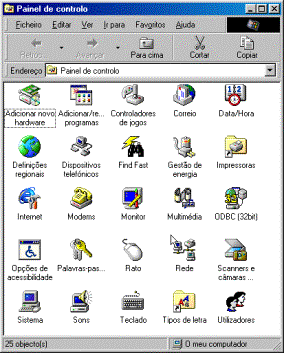 Painel de controlo
Ficheiro Editar Ver Ir para Favoritos Ajuda
Retroc. Avançar Para cima Cortar Copiar
Endereço Painel de controlo
Adicionar novo hardware
Adicionar/re... programas
Controladores de jogos
Correio
Data/Hora
Definições regionais
Dispositivos telefónicos
Find Fast
Gestão de energia
Impressoras
Internet
Modems
Monitor
Multimédia
ODBC (32bit)
Opções de acessibilidade
Palavras-pas...
Rato
Rede
Scanners e câmaras ...
Sistema
Sons
Teclado
Tipos de letra
Utilizadores
25 objecto(s)
O meu computador